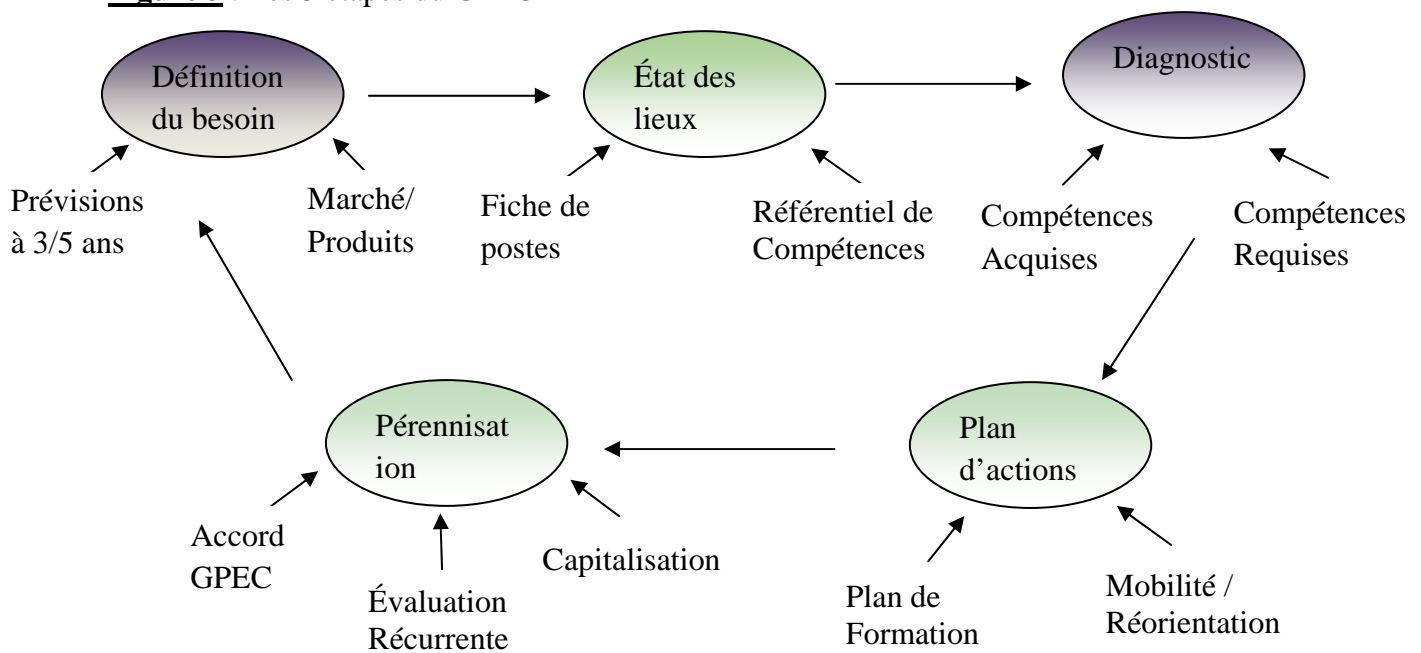 Définition
du besoin
État des
lieux
Diagnostic
Prévisions
à 3/5 ans
Marché/
Produits
Fiche de
postes
Référentiel de
Compétences
Compétences
Acquises
Compétences
Requises
Pérennisat
ion
Plan
d’actions
Accord
GPEC
Évaluation
Récurrente
Capitalisation
Plan de
Formation
Mobilité /
Réorientation